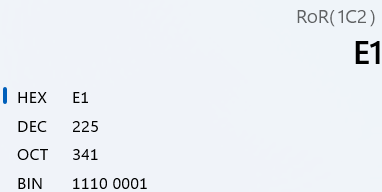 RoR( 1C2 )
E1
HEX E1
DEC 225
OCT 341
BIN 1110 0001